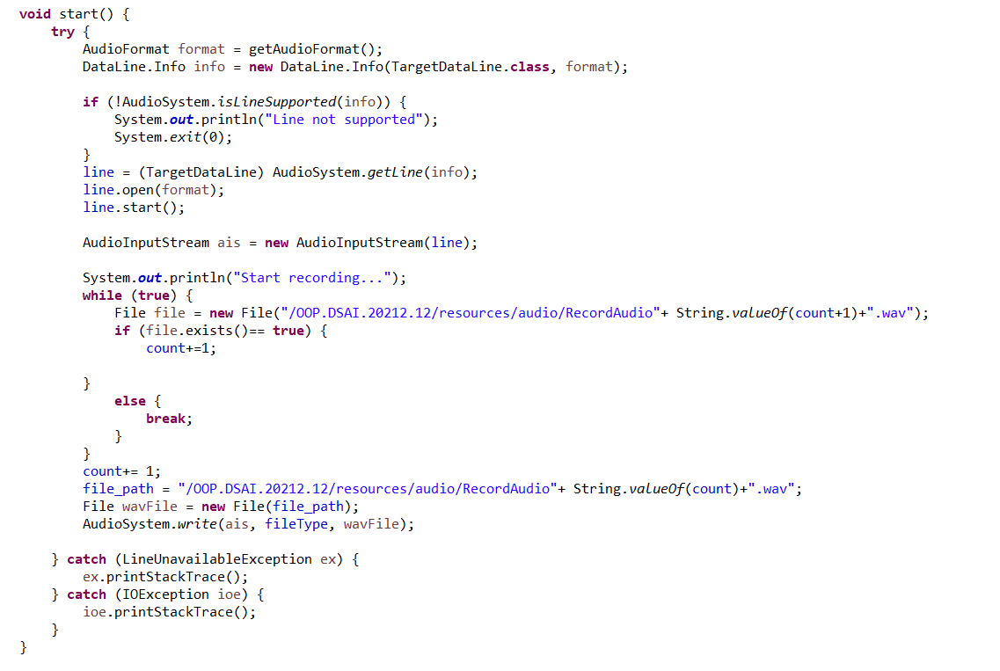 void start() {
    try {
        AudioFormat format = getAudioFormat();
        DataLine.Info info = new DataLine.Info(TargetDataLine.class, format);

        if (!AudioSystem.isLineSupported(info)) {
            System.out.println("Line not supported");
            System.exit(0);
        }
        line = (TargetDataLine) AudioSystem.getLine(info);
        line.open(format);
        line.start();

        AudioInputStream ais = new AudioInputStream(line);

        System.out.println("Start recording...");
        while (true) {
            File file = new File("/OOP.DSAI.20212.12/resources/audio/RecordAudio"+ String.valueOf(count+1)+".wav");
            if (file.exists()== true) {
                count+=1;

        }
            else {
                break;
            }
        }
        count+= 1;
        file_path = "/OOP.DSAI.20212.12/resources/audio/RecordAudio"+ String.valueOf(count)+".wav";
        File wavFile = new File(file_path);
        AudioSystem.write(ais, fileType, wavFile);

    } catch (LineUnavailableException ex) {
        ex.printStackTrace();
    } catch (IOException ioe) {
        ioe.printStackTrace();
    }
}